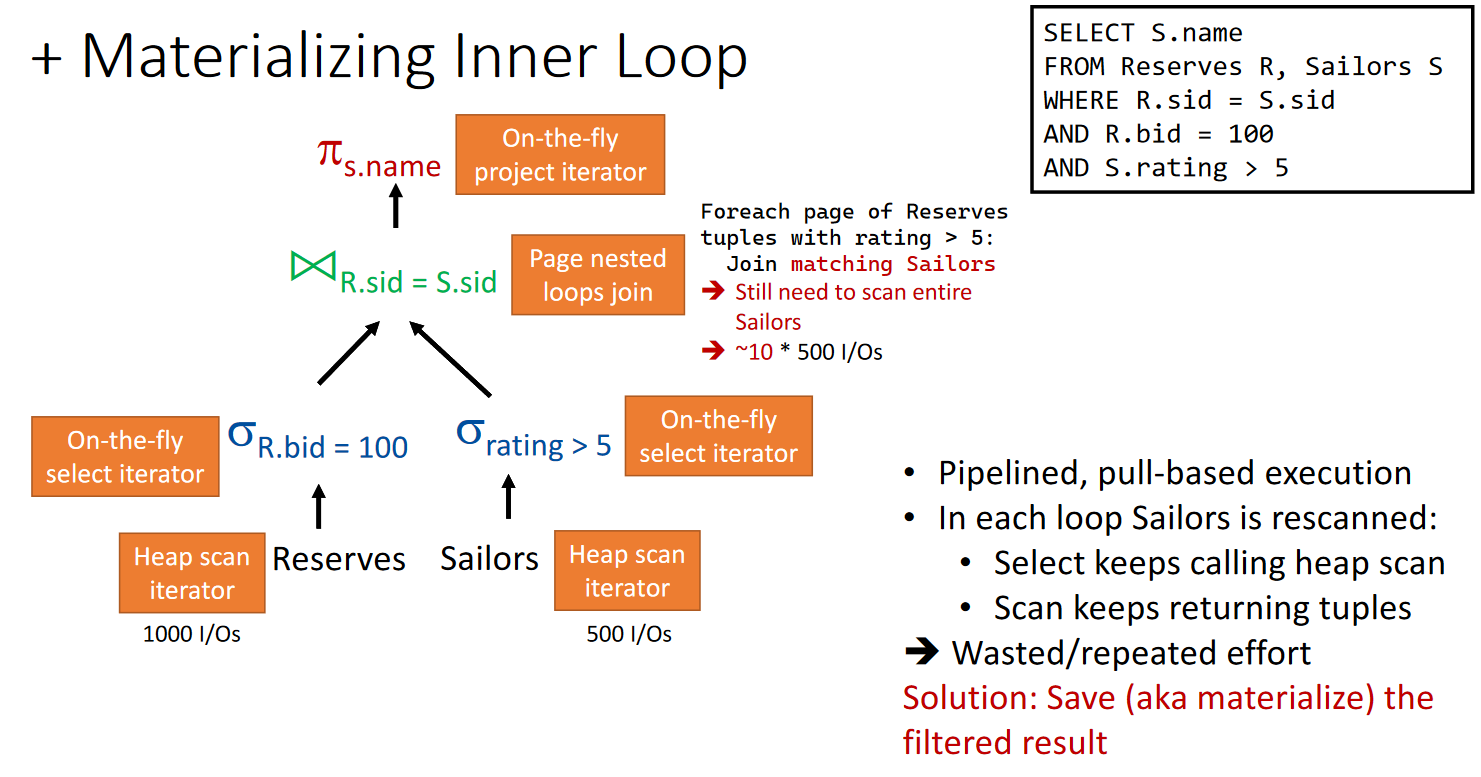 + Materializing Inner Loop
SELECT S.name
FROM Reserves R, Sailors S
WHERE R.sid = S.sid
AND R.bid = 100
AND S.rating > 5
π s.name
On-the-fly
project iterator
⋈ R.sid = S.sid
Page nested
loops join
Foreach page of Reserves
tuples with rating > 5:
Join matching Sailors
➔ Still need to scan entire
Sailors
➔ ~10 * 500 I/Os
On-the-fly
select iterator
σ R.bid = 100
σ rating > 5
On-the-fly
select iterator
Heap scan
iterator
Reserves
Sailors
Heap scan
iterator
1000 I/Os
500 I/Os
• Pipelined, pull-based execution
• In each loop Sailors is rescanned:
• Select keeps calling heap scan
• Scan keeps returning tuples
➔ Wasted/repeated effort
Solution: Save (aka materialize) the
filtered result